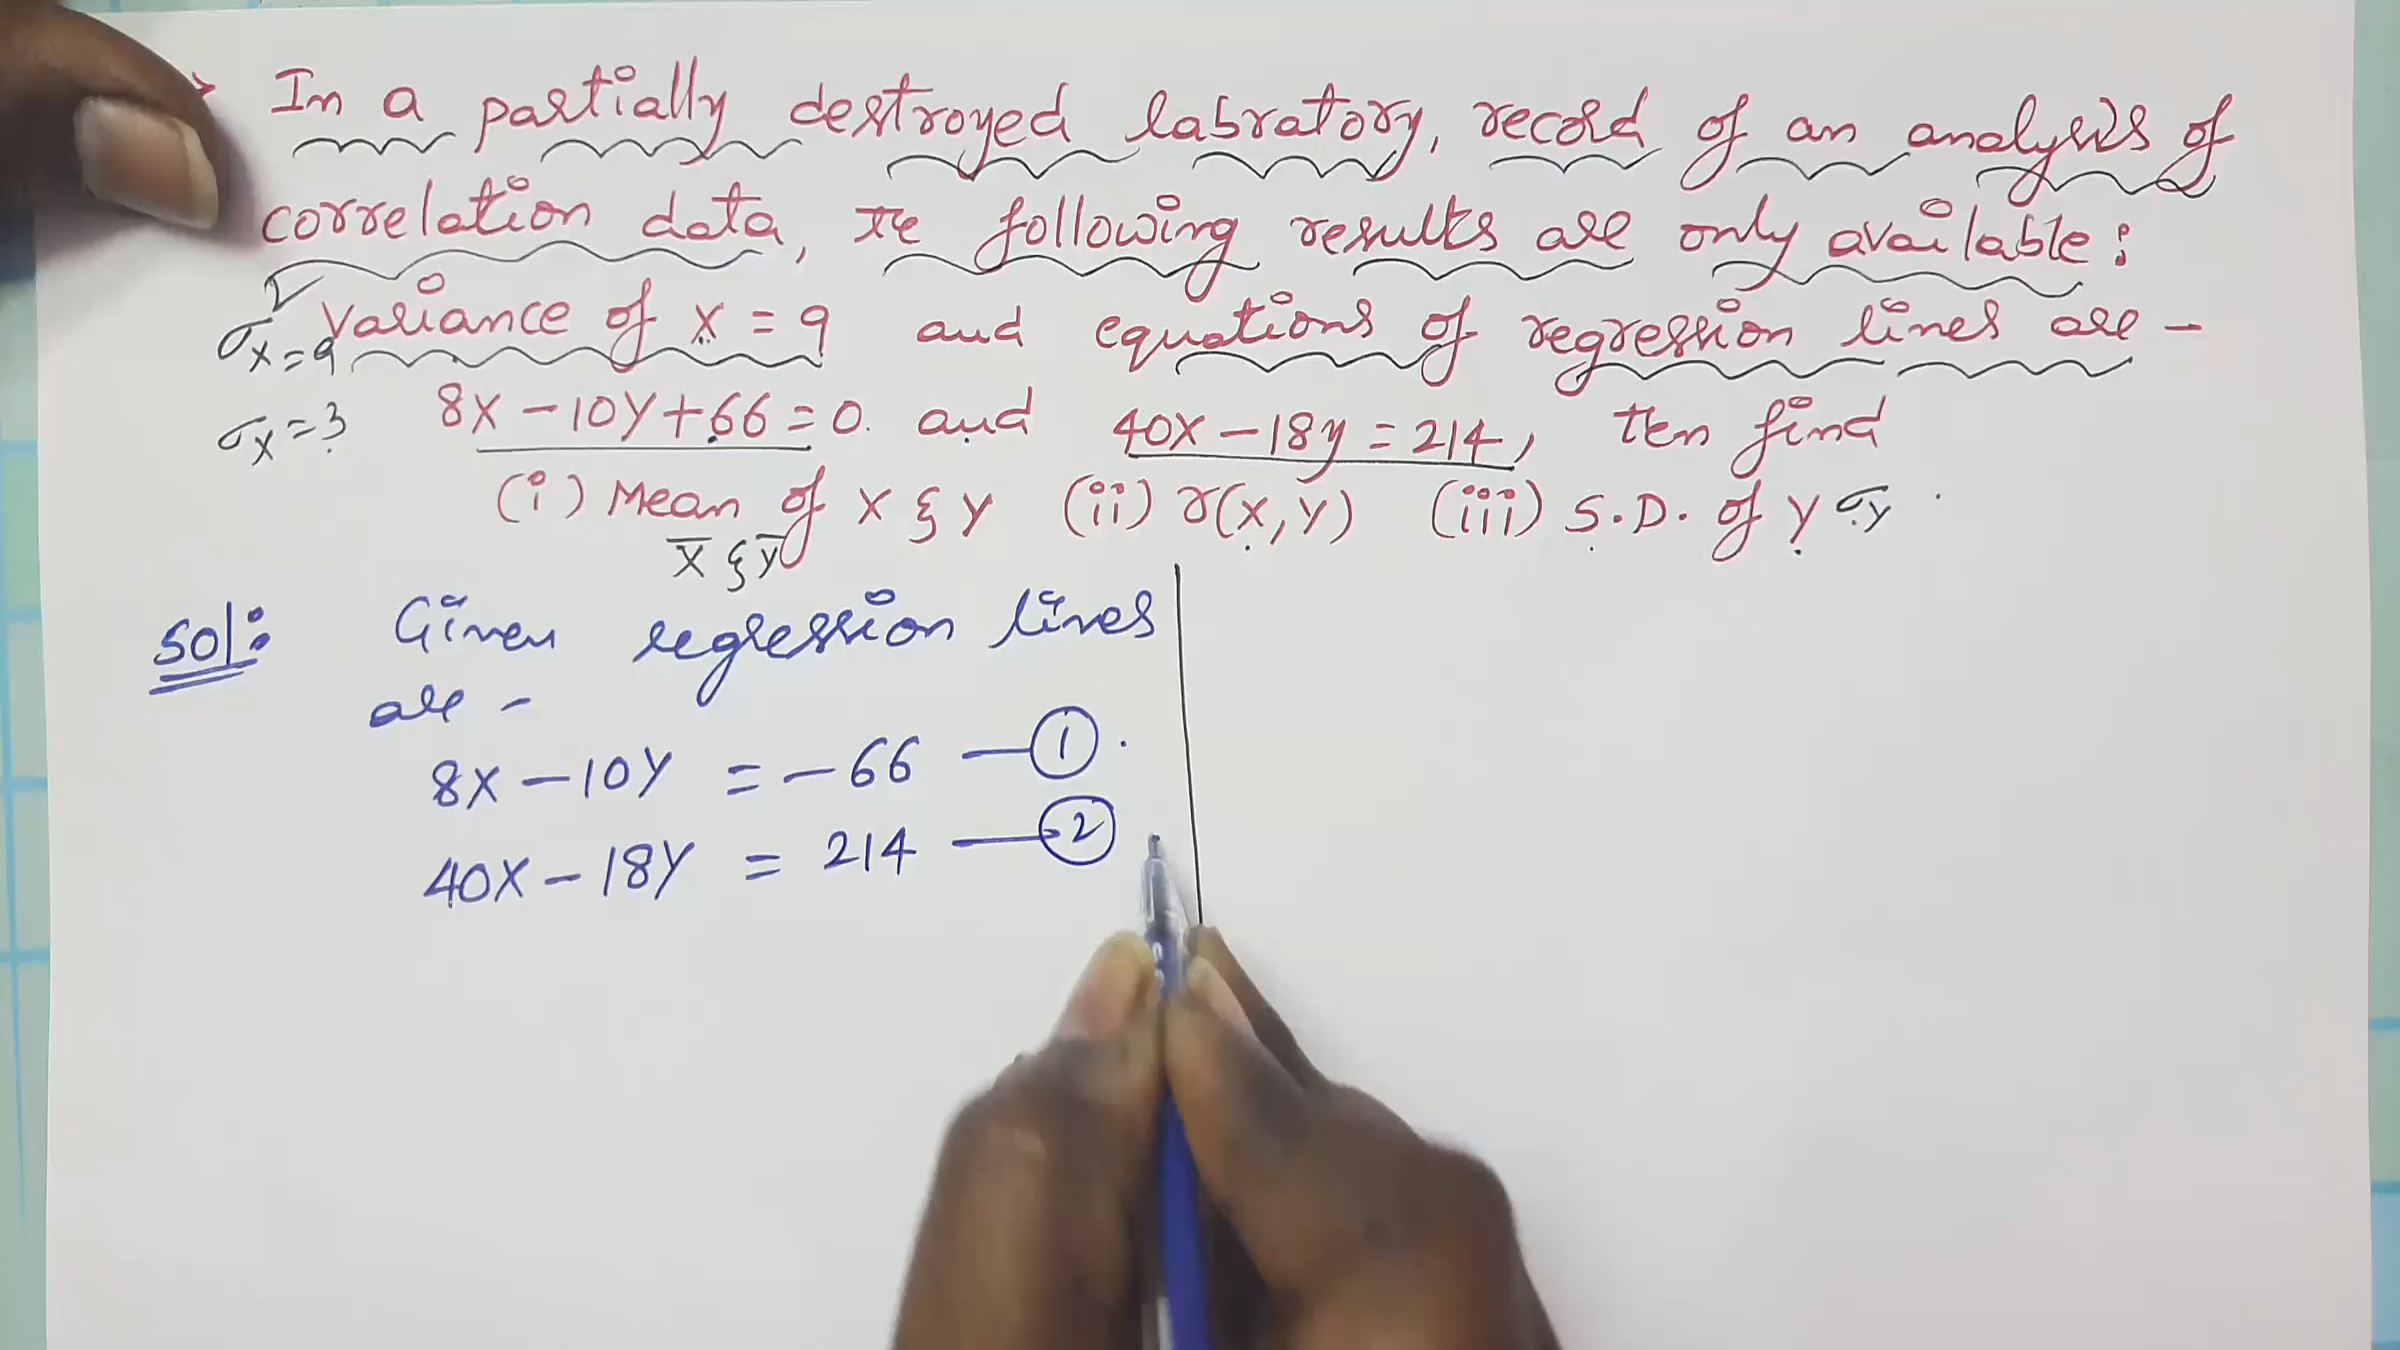 In a partially destroyed labratory, record of an analysis of
correlation data, the following results are only available:
σx²=9 Variance of X = 9 and equations of regression lines are -
σx=3 8X-10Y+66=0. and 40X-18y=214, then find
(i) Mean of X & Y (ii) r(X,Y) (iii) S.D. of Y σy
X̄ & Ȳ
Sol: Given regression lines
are -
8X-10Y = -66 — ①.
40X-18Y = 214 — ②